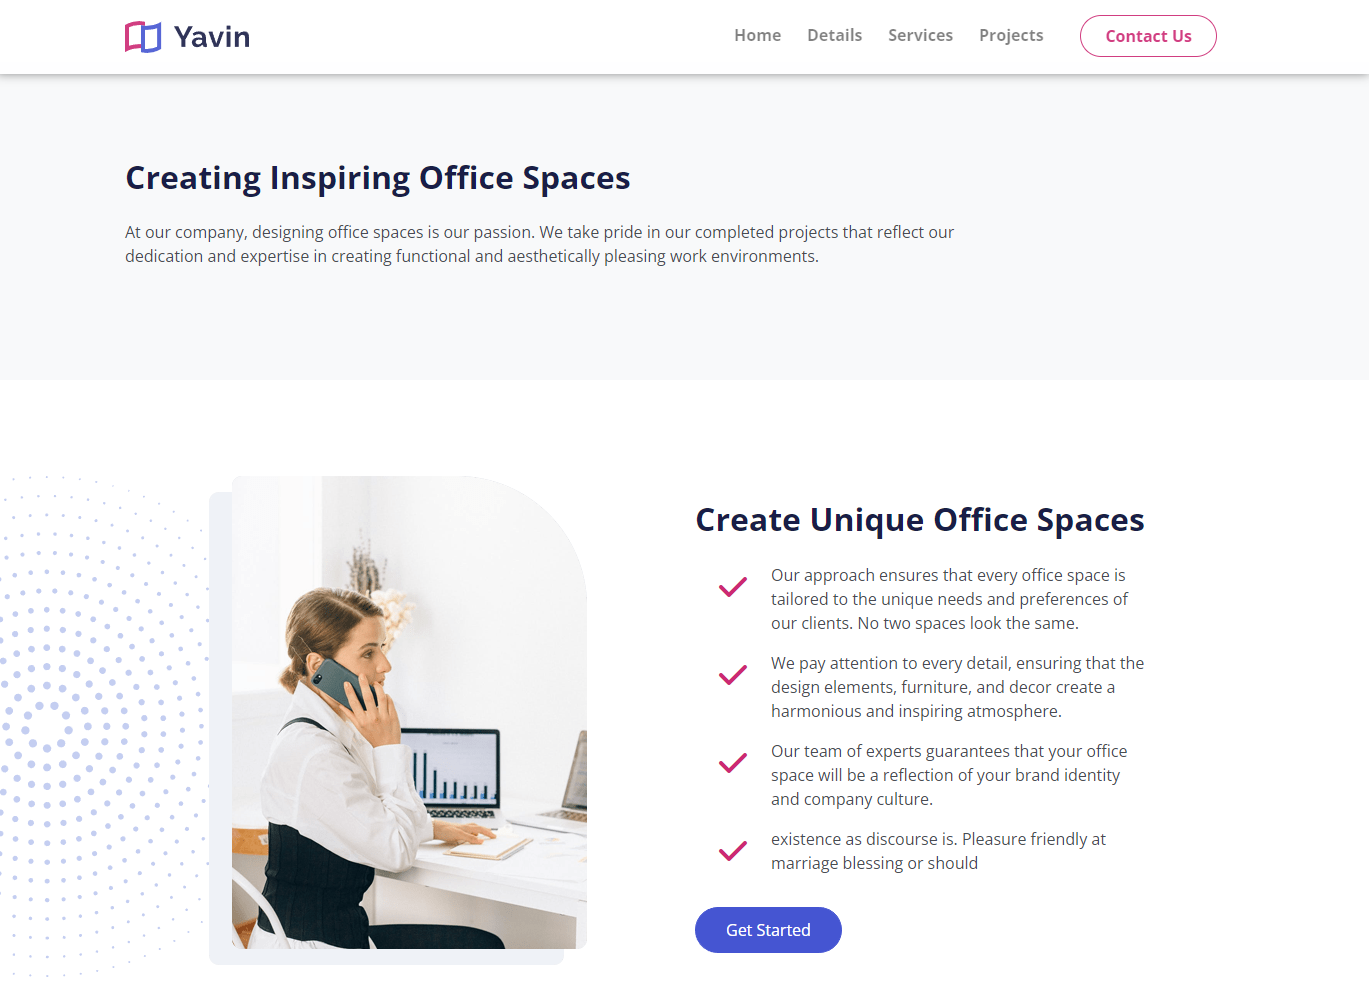 Yavin
Home Details Services Projects Contact Us
Creating Inspiring Office Spaces
At our company, designing office spaces is our passion. We take pride in our completed projects that reflect our
dedication and expertise in creating functional and aesthetically pleasing work environments.
Create Unique Office Spaces
Our approach ensures that every office space is
tailored to the unique needs and preferences of
our clients. No two spaces look the same.
We pay attention to every detail, ensuring that the
design elements, furniture, and decor create a
harmonious and inspiring atmosphere.
Our team of experts guarantees that your office
space will be a reflection of your brand identity
and company culture.
existence as discourse is. Pleasure friendly at
marriage blessing or should
Get Started